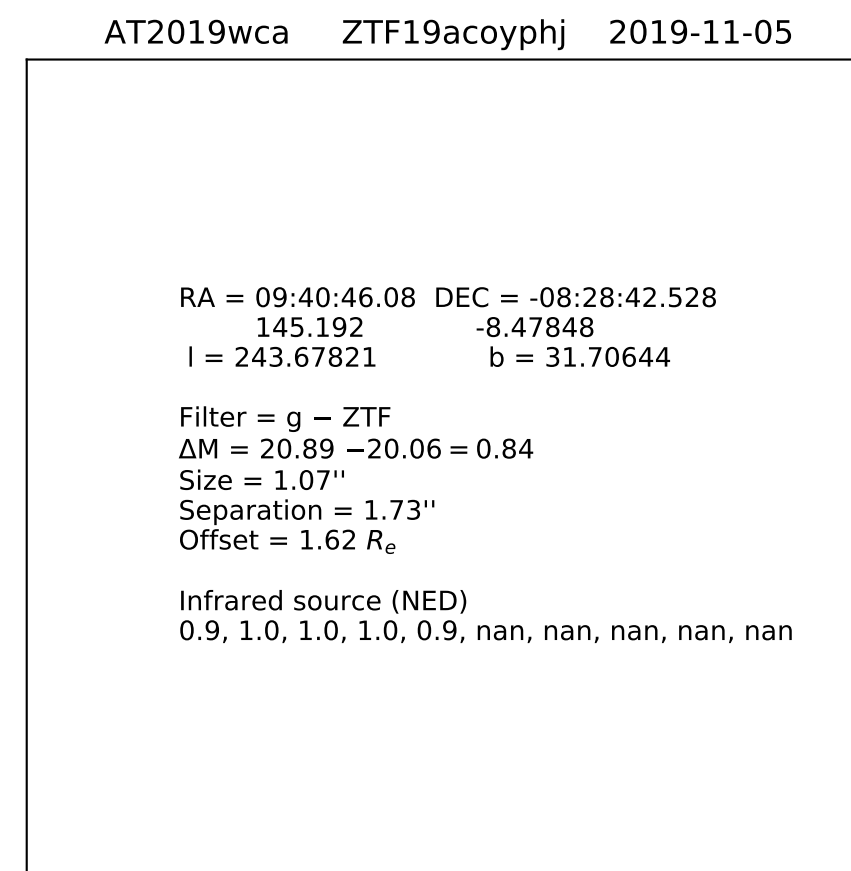 AT2019wca ZTF19acoyphj 2019-11-05
RA = 09:40:46.08 DEC = -08:28:42.528
145.192 -8.47848
l = 243.67821 b = 31.70644
Filter = g − ZTF
ΔM = 20.89 −20.06 = 0.84
Size = 1.07''
Separation = 1.73''
Offset = 1.62 Re
Infrared source (NED)
0.9, 1.0, 1.0, 1.0, 0.9, nan, nan, nan, nan, nan